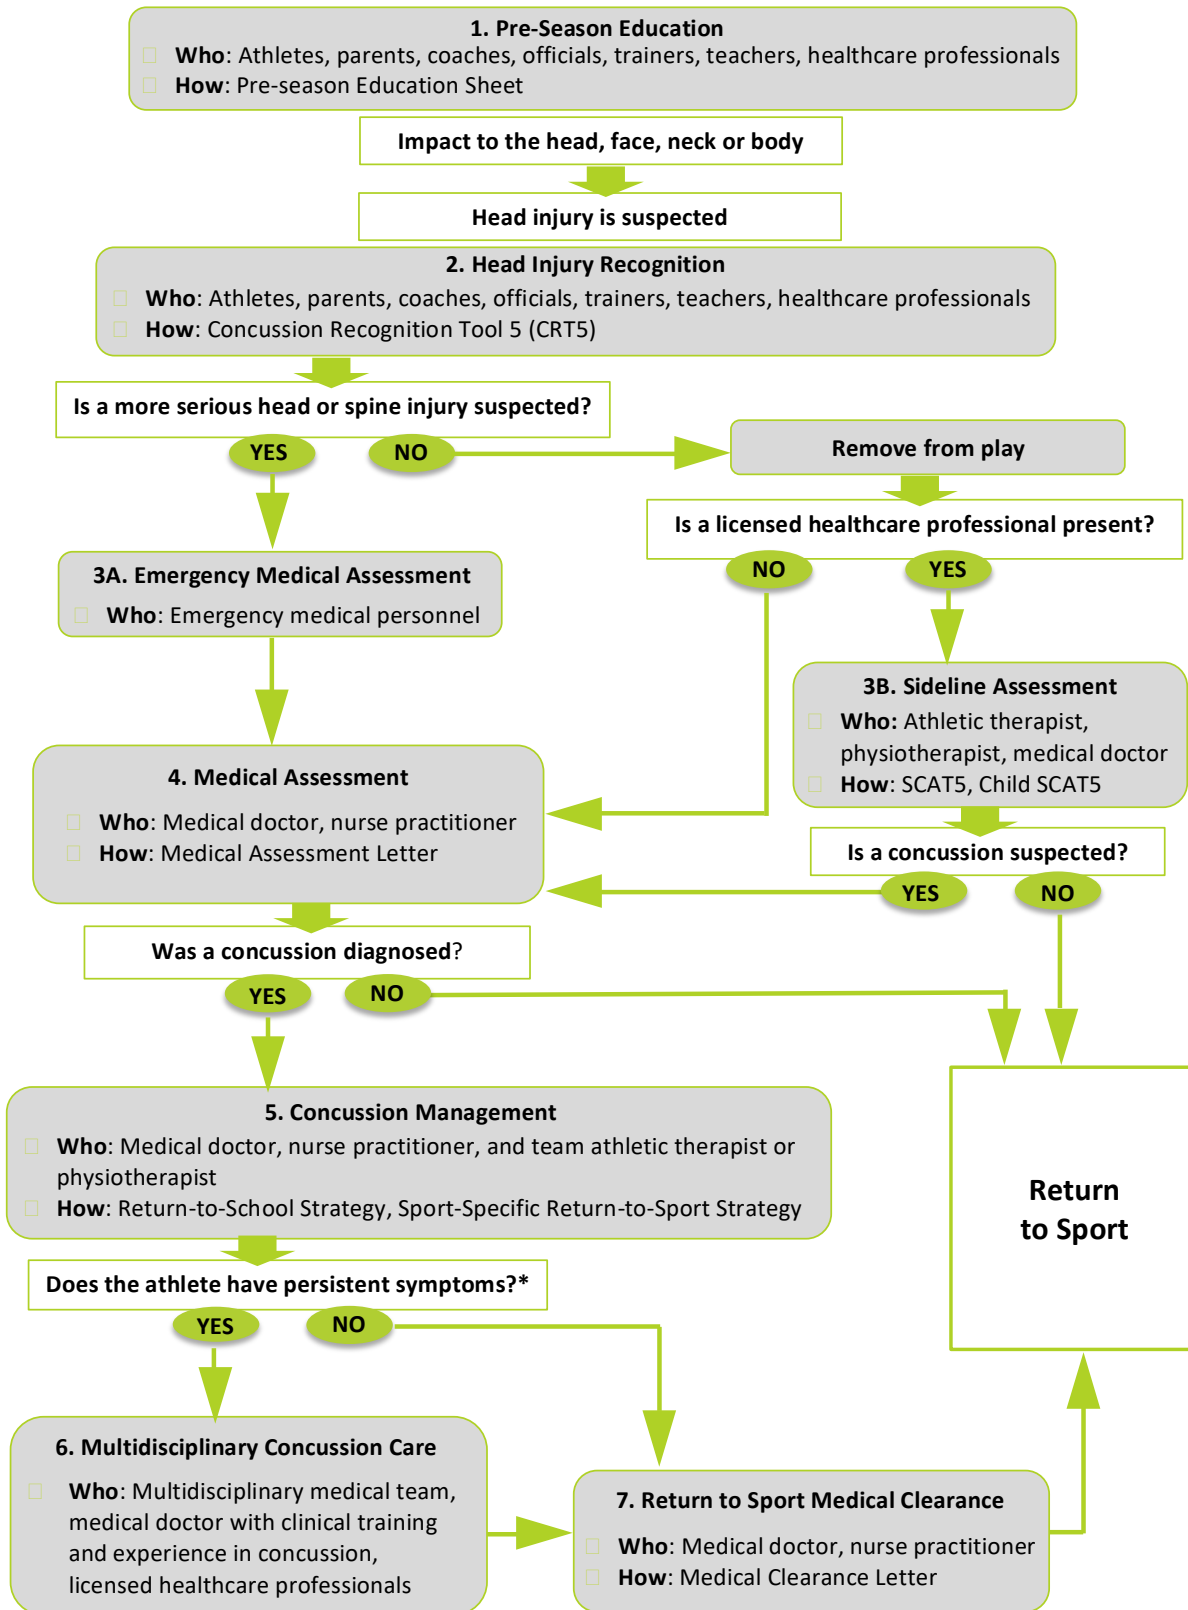 1. Pre-Season Education
Who: Athletes, parents, coaches, officials, trainers, teachers, healthcare professionals
How: Pre-season Education Sheet
Impact to the head, face, neck or body
Head injury is suspected
2. Head Injury Recognition
Who: Athletes, parents, coaches, officials, trainers, teachers, healthcare professionals
How: Concussion Recognition Tool 5 (CRT5)
Is a more serious head or spine injury suspected?
YES
NO
Remove from play
Is a licensed healthcare professional present?
NO
YES
3A. Emergency Medical Assessment
Who: Emergency medical personnel
3B. Sideline Assessment
Who: Athletic therapist,
physiotherapist, medical doctor
How: SCAT5, Child SCAT5
4. Medical Assessment
Who: Medical doctor, nurse practitioner
How: Medical Assessment Letter
Is a concussion suspected?
YES
NO
Was a concussion diagnosed?
YES
NO
5. Concussion Management
Who: Medical doctor, nurse practitioner, and team athletic therapist or
physiotherapist
How: Return-to-School Strategy, Sport-Specific Return-to-Sport Strategy
Return
to Sport
Does the athlete have persistent symptoms?*
YES
NO
6. Multidisciplinary Concussion Care
Who: Multidisciplinary medical team,
medical doctor with clinical training
and experience in concussion,
licensed healthcare professionals
7. Return to Sport Medical Clearance
Who: Medical doctor, nurse practitioner
How: Medical Clearance Letter